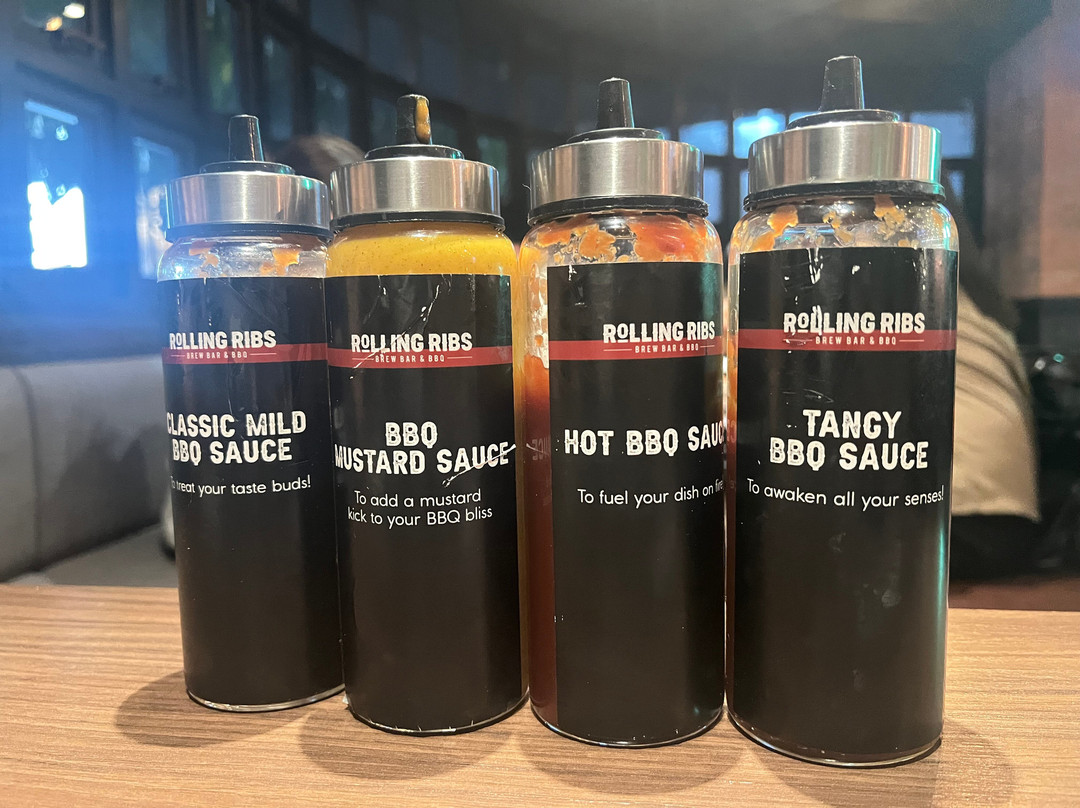 ROLLING RIBS
BREW BAR & BBQ
CLASSIC MILD
BBQ SAUCE
To treat your taste buds!
ROLLING RIBS
BREW BAR & BBQ
BBQ
MUSTARD SAUCE
To add a mustard
kick to your BBQ bliss
ROLLING RIBS
BREW BAR & BBQ
HOT BBQ SAUC
To fuel your dish on fire
ROLLING RIBS
BREW BAR & BBQ
TANGY
BBQ SAUCE
To awaken all your senses!